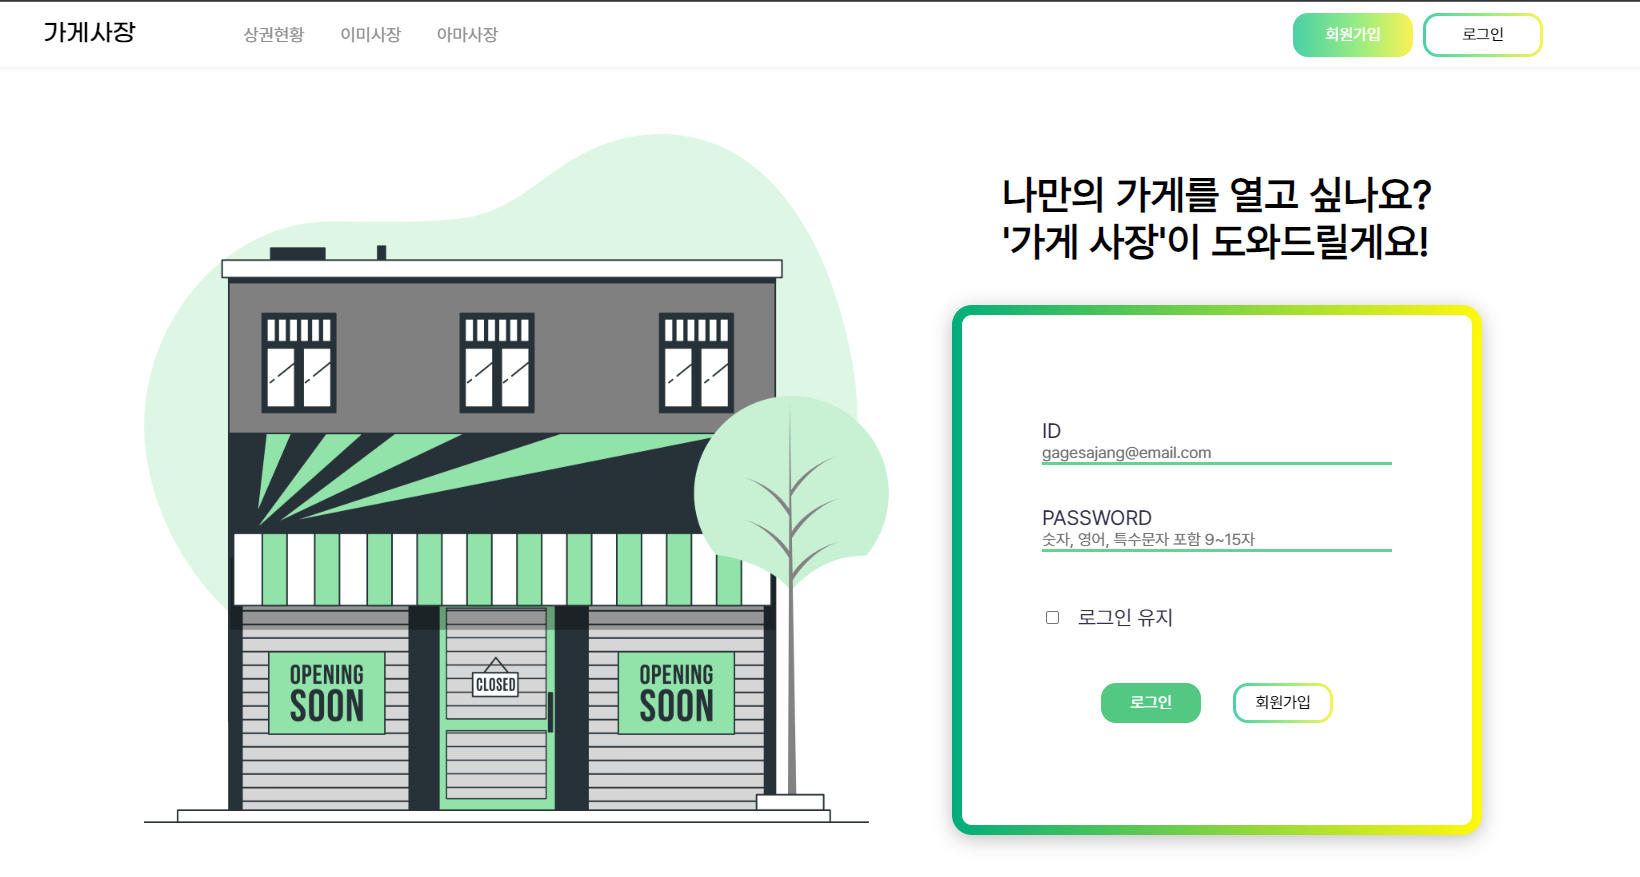 가게사장
상권현황 이미사장 아마사장
회원가입 로그인
나만의 가게를 열고 싶나요?
'가게 사장'이 도와드릴게요!
OPENING
SOON
CLOSED
OPENING
SOON
ID
gagesajang@email.com
PASSWORD
숫자, 영어, 특수문자 포함 9~15자
로그인 유지
로그인 회원가입